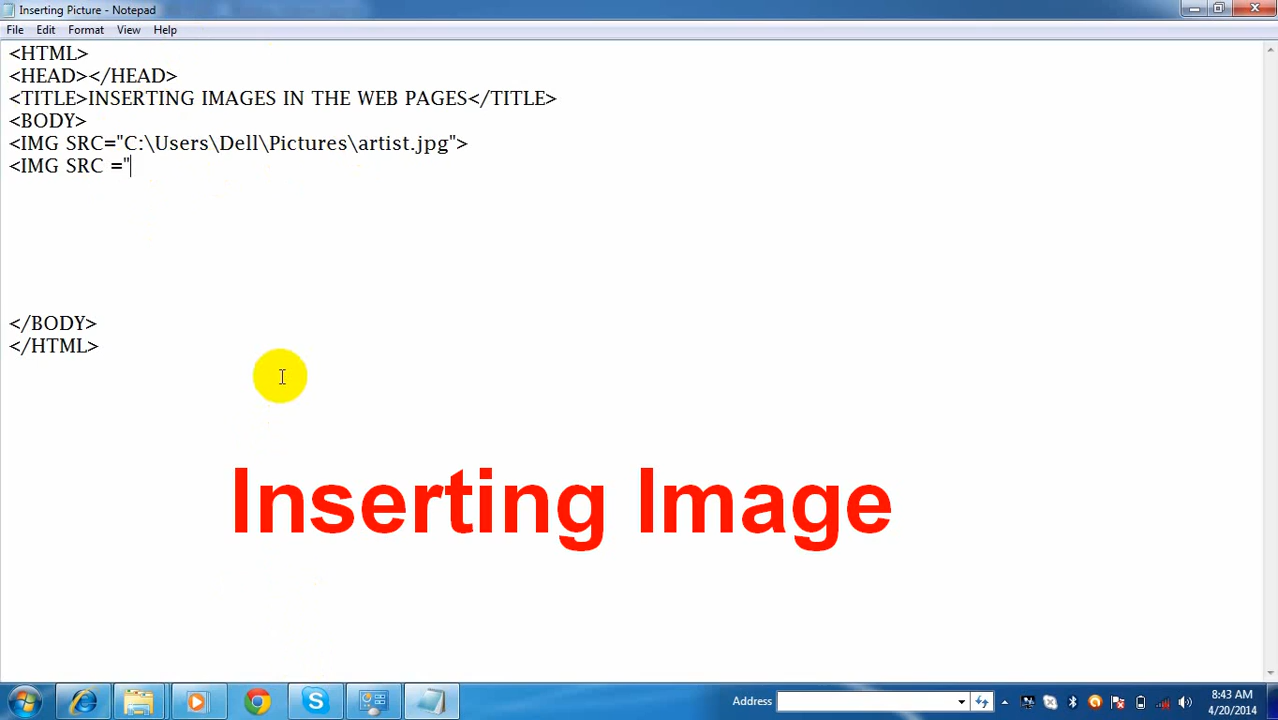 Inserting Picture - Notepad
File Edit Format View Help
<HTML>
<HEAD></HEAD>
<TITLE>INSERTING IMAGES IN THE WEB PAGES</TITLE>
<BODY>
<IMG SRC="C:\Users\Dell\Pictures\artist.jpg">
<IMG SRC ="
</BODY>
</HTML>
Inserting Image
Address
8:43 AM
4/20/2014